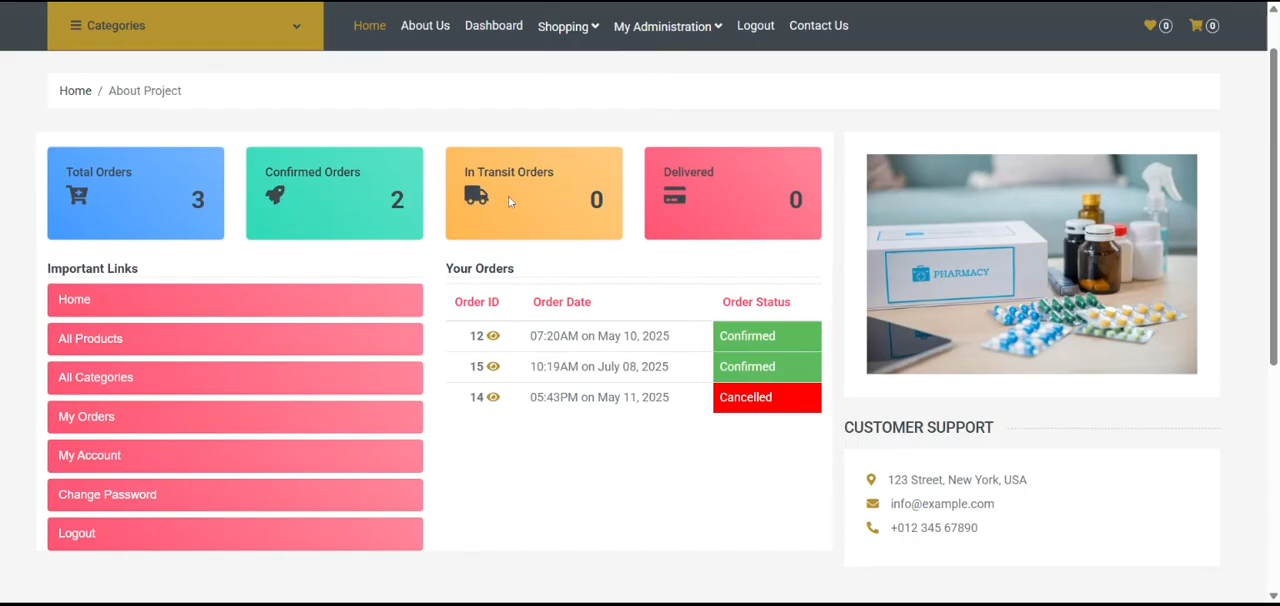 Categories
Home About Us Dashboard Shopping My Administration Logout Contact Us
0 0
Home / About Project
Total Orders
3
Confirmed Orders
2
In Transit Orders
0
Delivered
0
Important Links
Home
All Products
All Categories
My Orders
My Account
Change Password
Logout
Your Orders
Order ID Order Date Order Status
12 07:20AM on May 10, 2025 Confirmed
15 10:19AM on July 08, 2025 Confirmed
14 05:43PM on May 11, 2025 Cancelled
PHARMACY
CUSTOMER SUPPORT
123 Street, New York, USA
info@example.com
+012 345 67890